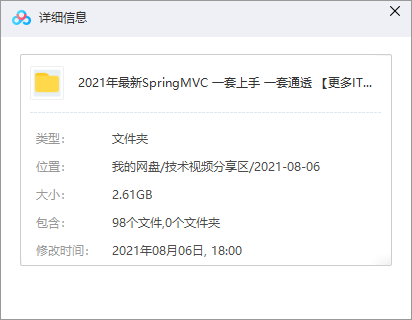 详细信息
2021年最新SpringMVC 一套上手 一套通透 【更多IT...
类型： 文件夹
位置： 我的网盘/技术视频分享区/2021-08-06
大小： 2.61GB
包含： 98个文件,0个文件夹
修改时间： 2021年08月06日, 18:00